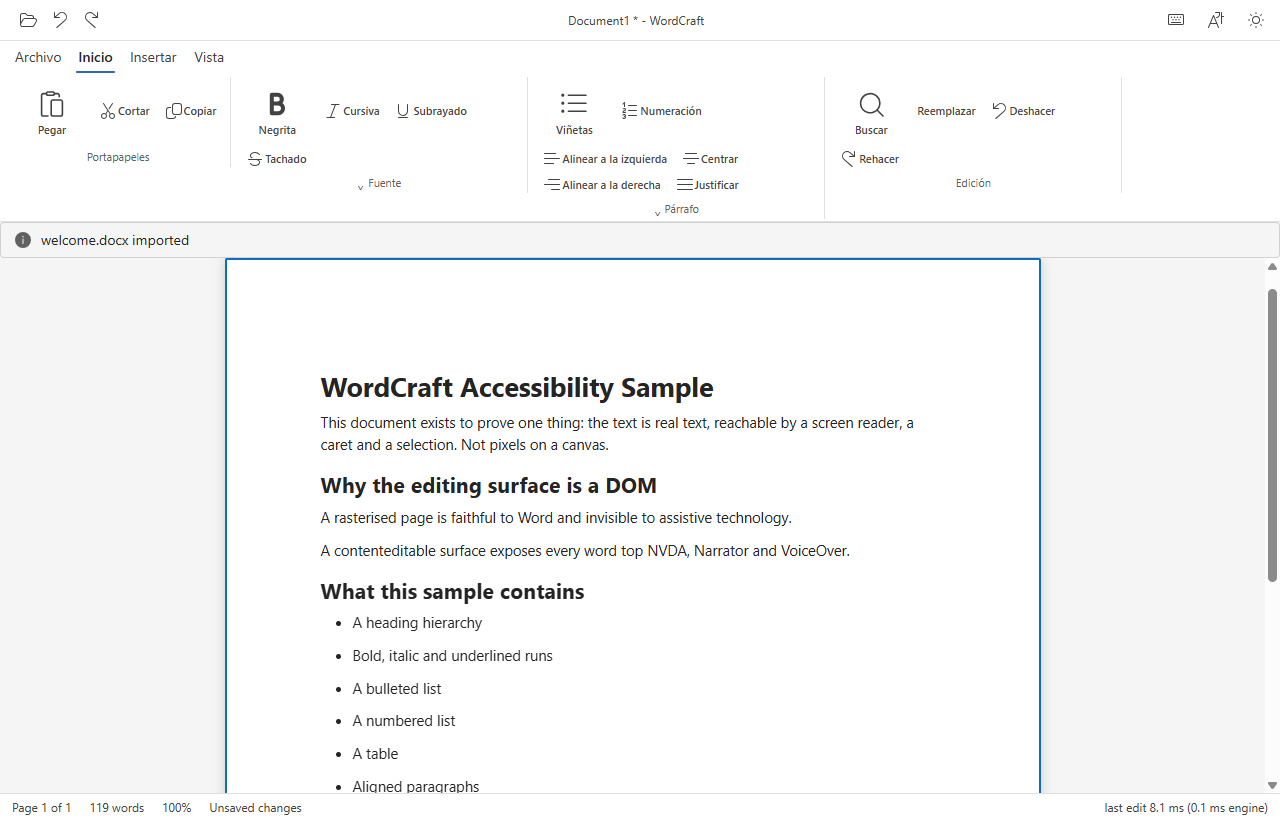 Document1 * - WordCraft
Archivo Inicio Insertar Vista
Pegar Cortar Copiar
Portapapeles
Negrita Cursiva Subrayado
Tachado
Fuente
Viñetas Numeración
Alinear a la izquierda Centrar
Alinear a la derecha Justificar
Párrafo
Buscar Reemplazar Deshacer
Rehacer
Edición
welcome.docx imported
WordCraft Accessibility Sample
This document exists to prove one thing: the text is real text, reachable by a screen reader, a
caret and a selection. Not pixels on a canvas.
Why the editing surface is a DOM
A rasterised page is faithful to Word and invisible to assistive technology.
A contenteditable surface exposes every word top NVDA, Narrator and VoiceOver.
What this sample contains
• A heading hierarchy
• Bold, italic and underlined runs
• A bulleted list
• A numbered list
• A table
• Aligned paragraphs
Page 1 of 1 119 words 100% Unsaved changes last edit 8.1 ms (0.1 ms engine)